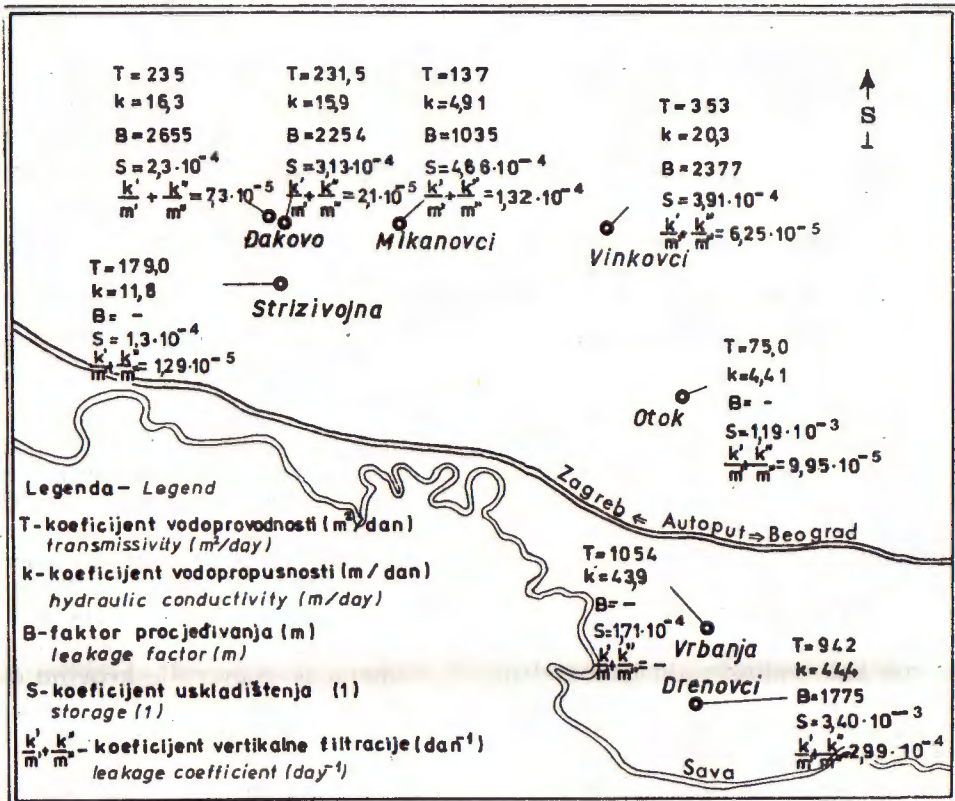 T=235
k=16,3
B=2655
S=2,3·10⁻⁴
k'/m' + k"/m" = 7,3·10⁻⁵
T=231,5
k=15,9
B=2254
S=3,13·10⁻⁴
k'/m' + k"/m" = 2,1·10⁻⁵
T=137
k=4,91
B=1035
S=4,66·10⁻⁴
k'/m' + k"/m" = 1,32·10⁻⁴
T=353
k=20,3
B=2377
S=3,91·10⁻⁴
k'/m' + k"/m" = 6,25·10⁻⁵
S
Đakovo
Mikanovci
Vinkovci
T=179,0
k=11,8
B= -
S= 1,3·10⁻⁴
k'/m' + k"/m" = 1,29·10⁻⁵
Strizivojna
T=75,0
k=4,41
B= -
S=1,19·10⁻³
k'/m' + k"/m" = 9,95·10⁻⁵
Otok
Zagreb ⇐ Autoput ⇒ Beograd
Legenda – Legend
T-koeficijent vodoprovodnosti (m²/dan)
transmissivity (m²/day)
k-koeficijent vodopropusnosti (m/dan)
hydraulic conductivity (m/day)
B-faktor procjeđivanja (m)
leakage factor (m)
S-koeficijent uskladištenja (1)
storage (1)
k'/m' + k"/m" - koeficijent vertikalne filtracije (dan⁻¹)
leakage coefficient (day⁻¹)
T=1054
k=43,9
B= -
S=1,71·10⁻⁴
k'/m' + k"/m" = -
Vrbanja
Drenovci
T=942
k=44,4
B=1775
S=3,40·10⁻³
k'/m' + k"/m" = 2,99·10⁻⁴
Sava